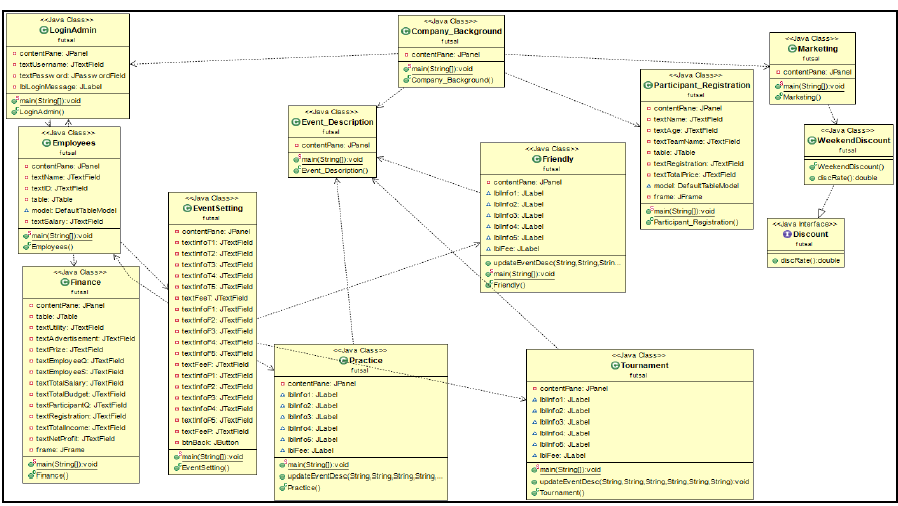 <<Java Class>>
LoginAdmin
futsal
contentPane: JPanel
textUsername: JTextField
textPassword: JPasswordField
lblLoginMessage: JLabel
main(String[]):void
LoginAdmin()
<<Java Class>>
Company_Background
futsal
contentPane: JPanel
main(String[]):void
Company_Background()
<<Java Class>>
Marketing
futsal
contentPane: JPanel
main(String[]):void
Marketing()
<<Java Class>>
Participant_Registration
futsal
contentPane: JPanel
textName: JTextField
textAge: JTextField
textTeamName: JTextField
table: JTable
textRegistration: JTextField
textTotalPrice: JTextField
model: DefaultTableModel
frame: JFrame
main(String[]):void
Participant_Registration()
<<Java Class>>
Event_Description
futsal
contentPane: JPanel
main(String[]):void
Event_Description()
<<Java Class>>
WeekendDiscount
futsal
WeekendDiscount()
discRate():double
<<Java Class>>
Employees
futsal
contentPane: JPanel
textName: JTextField
textID: JTextField
table: JTable
model: DefaultTableModel
textSalary: JTextField
main(String[]):void
Employees()
<<Java Class>>
Friendly
futsal
contentPane: JPanel
lblInfo1: JLabel
lblInfo2: JLabel
lblInfo3: JLabel
lblInfo4: JLabel
lblInfo5: JLabel
lblFee: JLabel
updateEventDesc(String,String,Strin...
main(String[]):void
Friendly()
<<Java Class>>
EventSetting
futsal
contentPane: JPanel
textInfoT1: JTextField
textInfoT2: JTextField
textInfoT3: JTextField
textInfoT4: JTextField
textInfoT5: JTextField
textFeeT: JTextField
textInfoF1: JTextField
textInfoF2: JTextField
textInfoF3: JTextField
textInfoF4: JTextField
textInfoF5: JTextField
textFeeF: JTextField
textInfoP1: JTextField
textInfoP2: JTextField
textInfoP3: JTextField
textInfoP4: JTextField
textInfoP5: JTextField
textFeeP: JTextField
btnBack: JButton
main(String[]):void
EventSetting()
<<Java Interface>>
Discount
futsal
discRate():double
<<Java Class>>
Finance
futsal
contentPane: JPanel
table: JTable
textUtility: JTextField
textAdvertisement: JTextField
textPrize: JTextField
textEmployeeQ: JTextField
textEmployeeS: JTextField
textTotalSalary: JTextField
textTotalBudget: JTextField
textParticipantQ: JTextField
textRegistration: JTextField
textTotalIncome: JTextField
textNetProfit: JTextField
frame: JFrame
main(String[]):void
Finance()
<<Java Class>>
Practice
futsal
contentPane: JPanel
lblInfo1: JLabel
lblInfo2: JLabel
lblInfo3: JLabel
lblInfo4: JLabel
lblInfo5: JLabel
lblFee: JLabel
main(String[]):void
updateEventDesc(String,String,String,String,...
Practice()
<<Java Class>>
Tournament
futsal
contentPane: JPanel
lblInfo1: JLabel
lblInfo2: JLabel
lblInfo3: JLabel
lblInfo4: JLabel
lblInfo5: JLabel
lblFee: JLabel
main(String[]):void
updateEventDesc(String,String,String,String,String,String):void
Tournament()